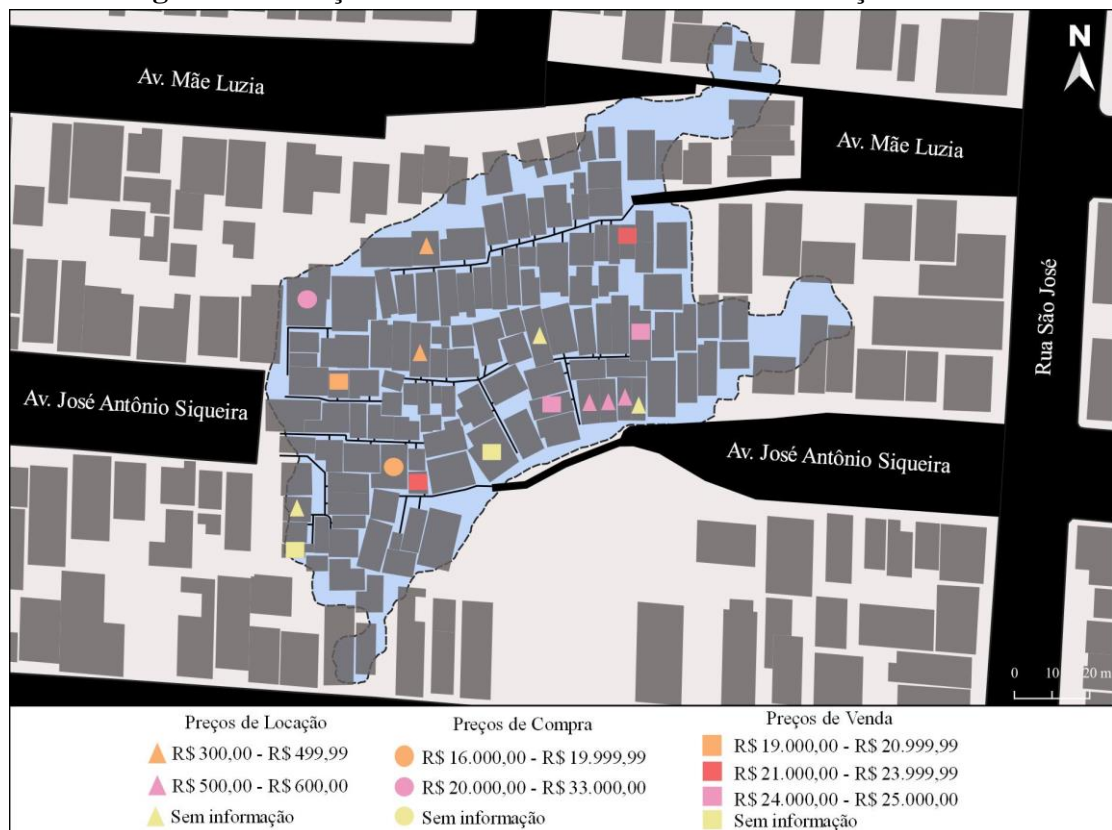 Av. Mãe Luzia
N
Av. Mãe Luzia
Rua São José
Av. José Antônio Siqueira
Av. José Antônio Siqueira
0 10 20 m
Preços de Locação
R$ 300,00 - R$ 499,99
R$ 500,00 - R$ 600,00
Sem informação
Preços de Compra
R$ 16.000,00 - R$ 19.999,99
R$ 20.000,00 - R$ 33.000,00
Sem informação
Preços de Venda
R$ 19.000,00 - R$ 20.999,99
R$ 21.000,00 - R$ 23.999,99
R$ 24.000,00 - R$ 25.000,00
Sem informação